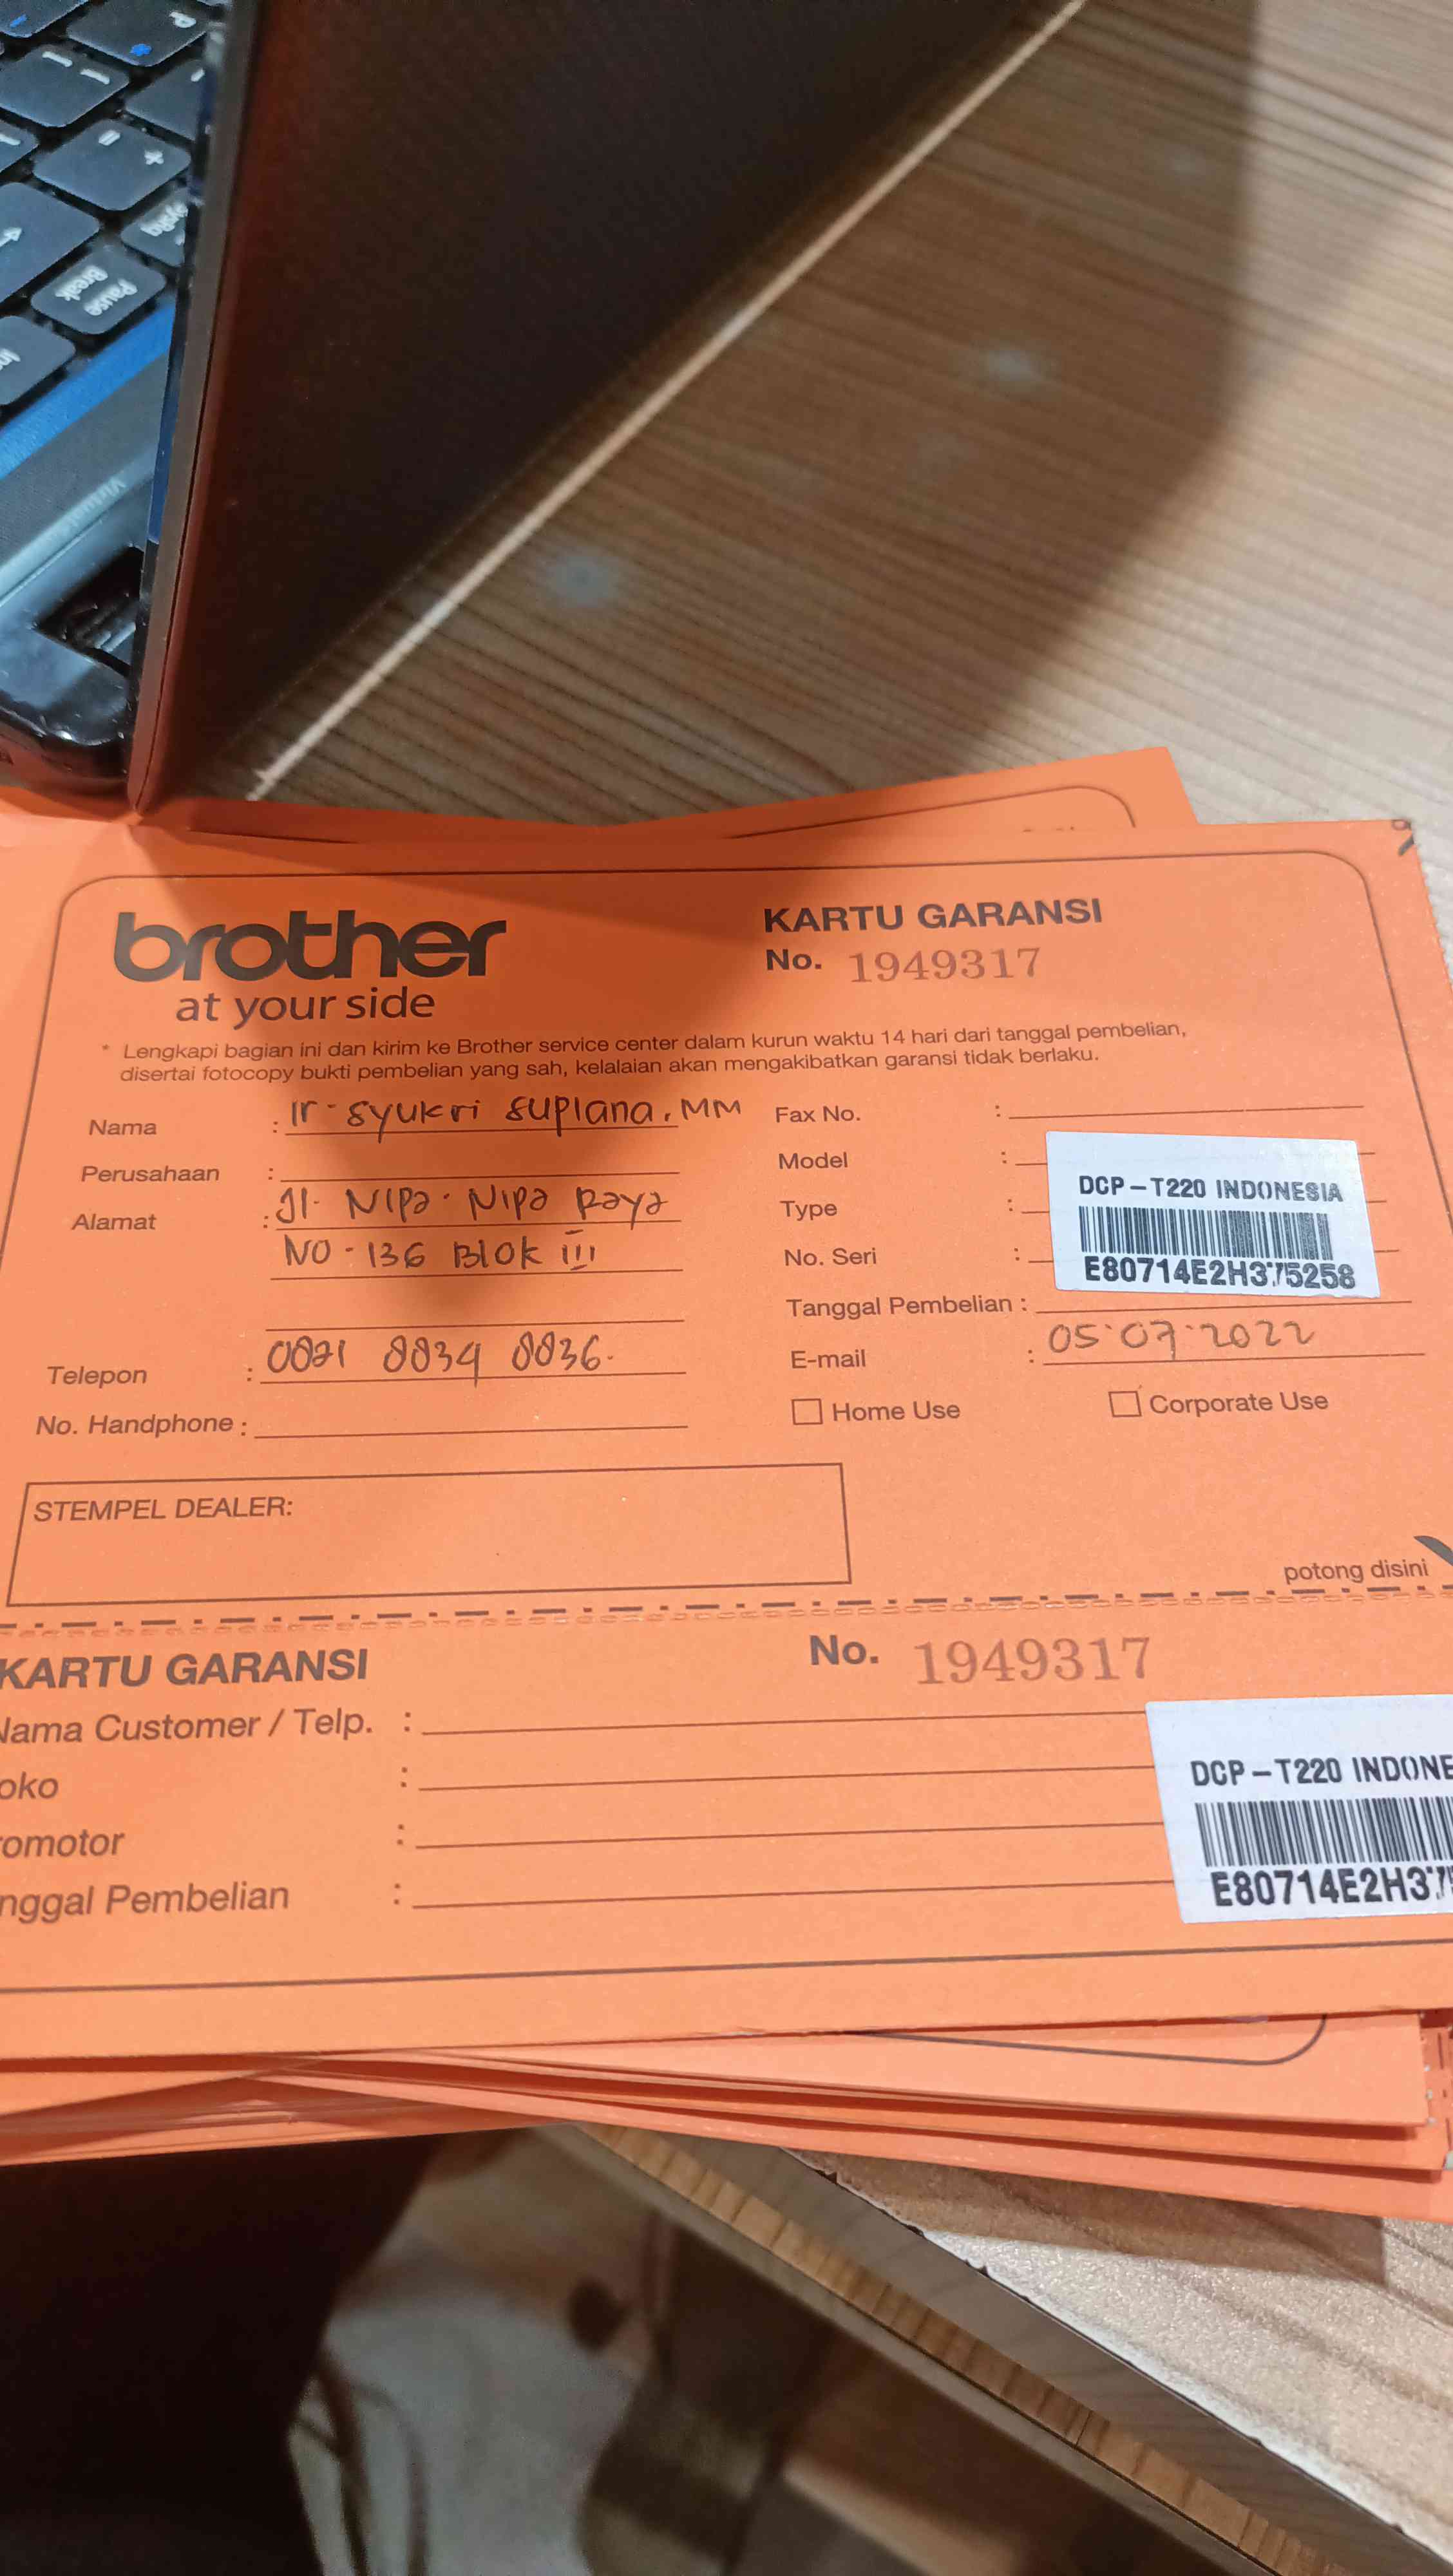 Pause
Break
brother
at your side
KARTU GARANSI
No. 1949317
* Lengkapi bagian ini dan kirim ke Brother service center dalam kurun waktu 14 hari dari tanggal pembelian,
disertai fotocopy bukti pembelian yang sah, kelalaian akan mengakibatkan garansi tidak berlaku.
Nama : Ir - Syukri Suplana, MM
Perusahaan :
Alamat : Jl. Nipa - Nipa Raya
No - 136 Blok III
Telepon : 0821 8834 8836.
No. Handphone :
Fax No. :
Model :
Type :
No. Seri :
DCP-T220 INDONESIA
E80714E2H375258
Tanggal Pembelian :
E-mail : 05-07-2022
Home Use
Corporate Use
STEMPEL DEALER:
potong disini
KARTU GARANSI
No. 1949317
Nama Customer / Telp. :
oko :
romotor :
nggal Pembelian :
DCP-T220 INDONE
E80714E2H37